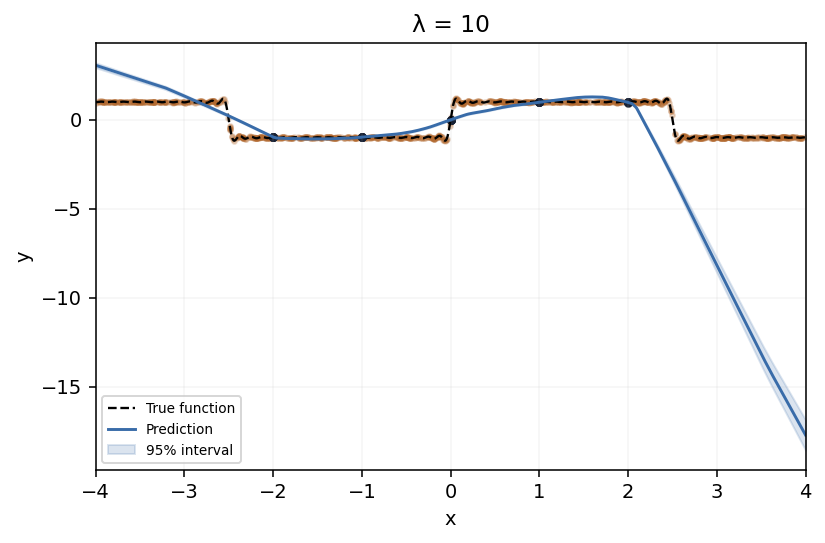 λ = 10
y
0
−5
−10
−15
True function
Prediction
95% interval
−4 −3 −2 −1 0 1 2 3 4
x